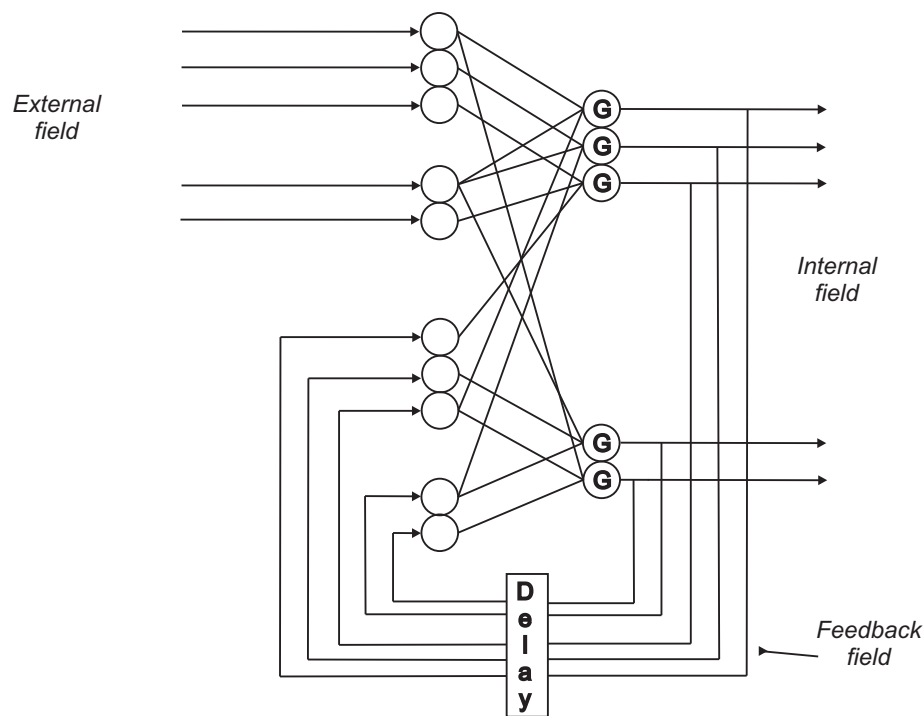 External
field
G
G
G
Internal
field
G
G
D
e
l
a
y
Feedback
field